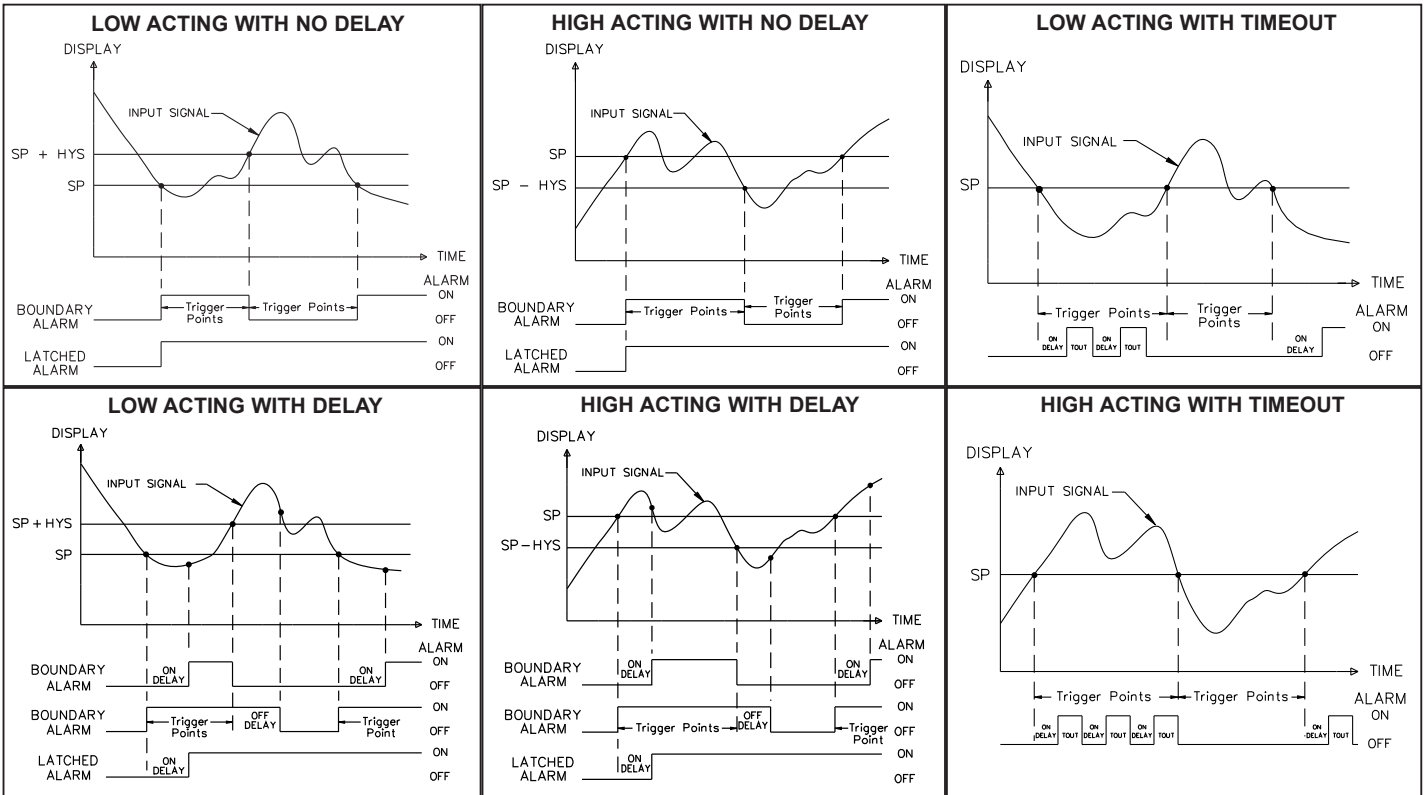 LOW ACTING WITH NO DELAY
DISPLAY
INPUT SIGNAL
SP + HYS
SP
TIME
ALARM
BOUNDARY
ALARM
Trigger
Points
Trigger Points
ON
OFF
LATCHED
ALARM
ON
OFF
HIGH ACTING WITH NO DELAY
DISPLAY
INPUT SIGNAL
SP
SP - HYS
TIME
ALARM
BOUNDARY
ALARM
Trigger Points
Trigger
Points
ON
OFF
LATCHED
ALARM
ON
OFF
LOW ACTING WITH TIMEOUT
DISPLAY
INPUT SIGNAL
SP
TIME
Trigger Points
Trigger
Points
ALARM
ON
ON
DELAY
TOUT
ON
DELAY
TOUT
ON
DELAY
OFF
LOW ACTING WITH DELAY
DISPLAY
INPUT SIGNAL
SP + HYS
SP
TIME
ALARM
BOUNDARY
ALARM
ON
DELAY
ON
DELAY
ON
OFF
BOUNDARY
ALARM
Trigger
Points
OFF
DELAY
Trigger
Point
ON
OFF
LATCHED
ALARM
ON
DELAY
ON
OFF
HIGH ACTING WITH DELAY
DISPLAY
INPUT SIGNAL
SP
SP-HYS
TIME
ALARM
BOUNDARY
ALARM
ON
DELAY
ON
DELAY
ON
OFF
BOUNDARY
ALARM
Trigger Points
OFF
DELAY
Trigger
Point
ON
OFF
LATCHED
ALARM
ON
DELAY
ON
OFF
HIGH ACTING WITH TIMEOUT
DISPLAY
INPUT SIGNAL
SP
TIME
Trigger Points
Trigger Points
ALARM
ON
ON
DELAY
TOUT
ON
DELAY
TOUT
ON
DELAY
TOUT
ON
DELAY
TOUT
OFF